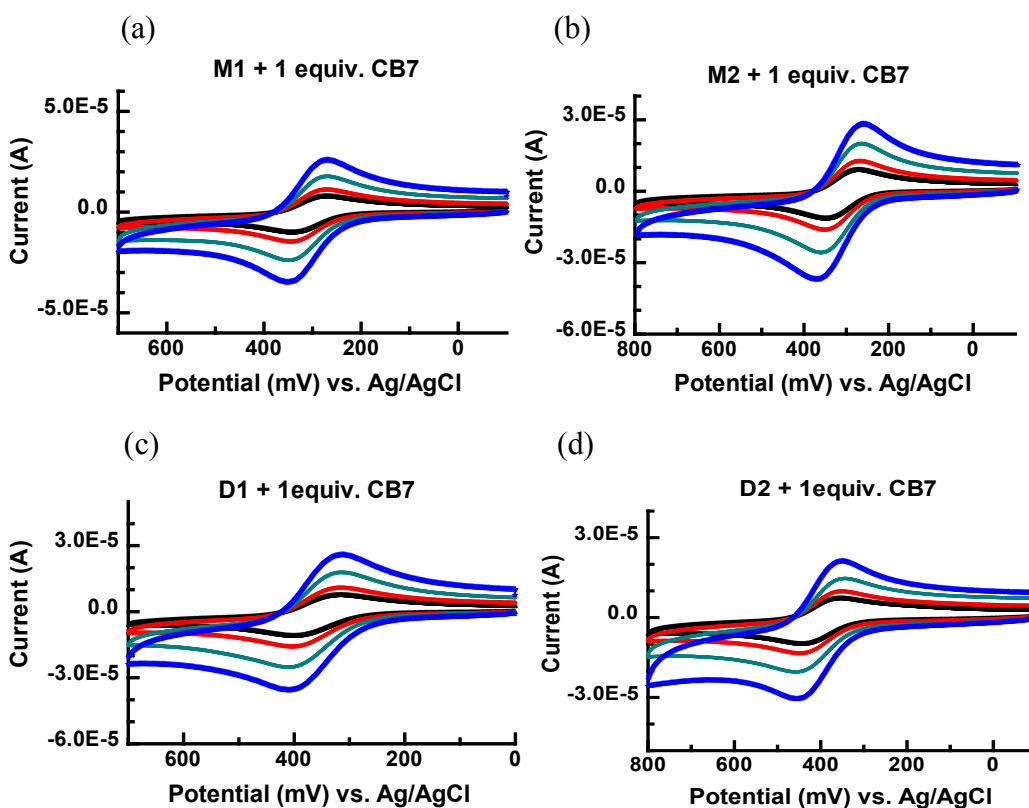 (a)
M1 + 1 equiv. CB7
5.0E-5
0.0
-5.0E-5
Current (A)
600 400 200 0
Potential (mV) vs. Ag/AgCl
(b)
M2 + 1 equiv. CB7
3.0E-5
0.0
-3.0E-5
-6.0E-5
Current (A)
800 600 400 200 0
Potential (mV) vs. Ag/AgCl
(c)
D1 + 1equiv. CB7
3.0E-5
0.0
-3.0E-5
-6.0E-5
Current (A)
600 400 200 0
Potential (mV) vs. Ag/AgCl
(d)
D2 + 1equiv. CB7
3.0E-5
0.0
-3.0E-5
Current (A)
800 600 400 200 0
Potential (mV) vs. Ag/AgCl